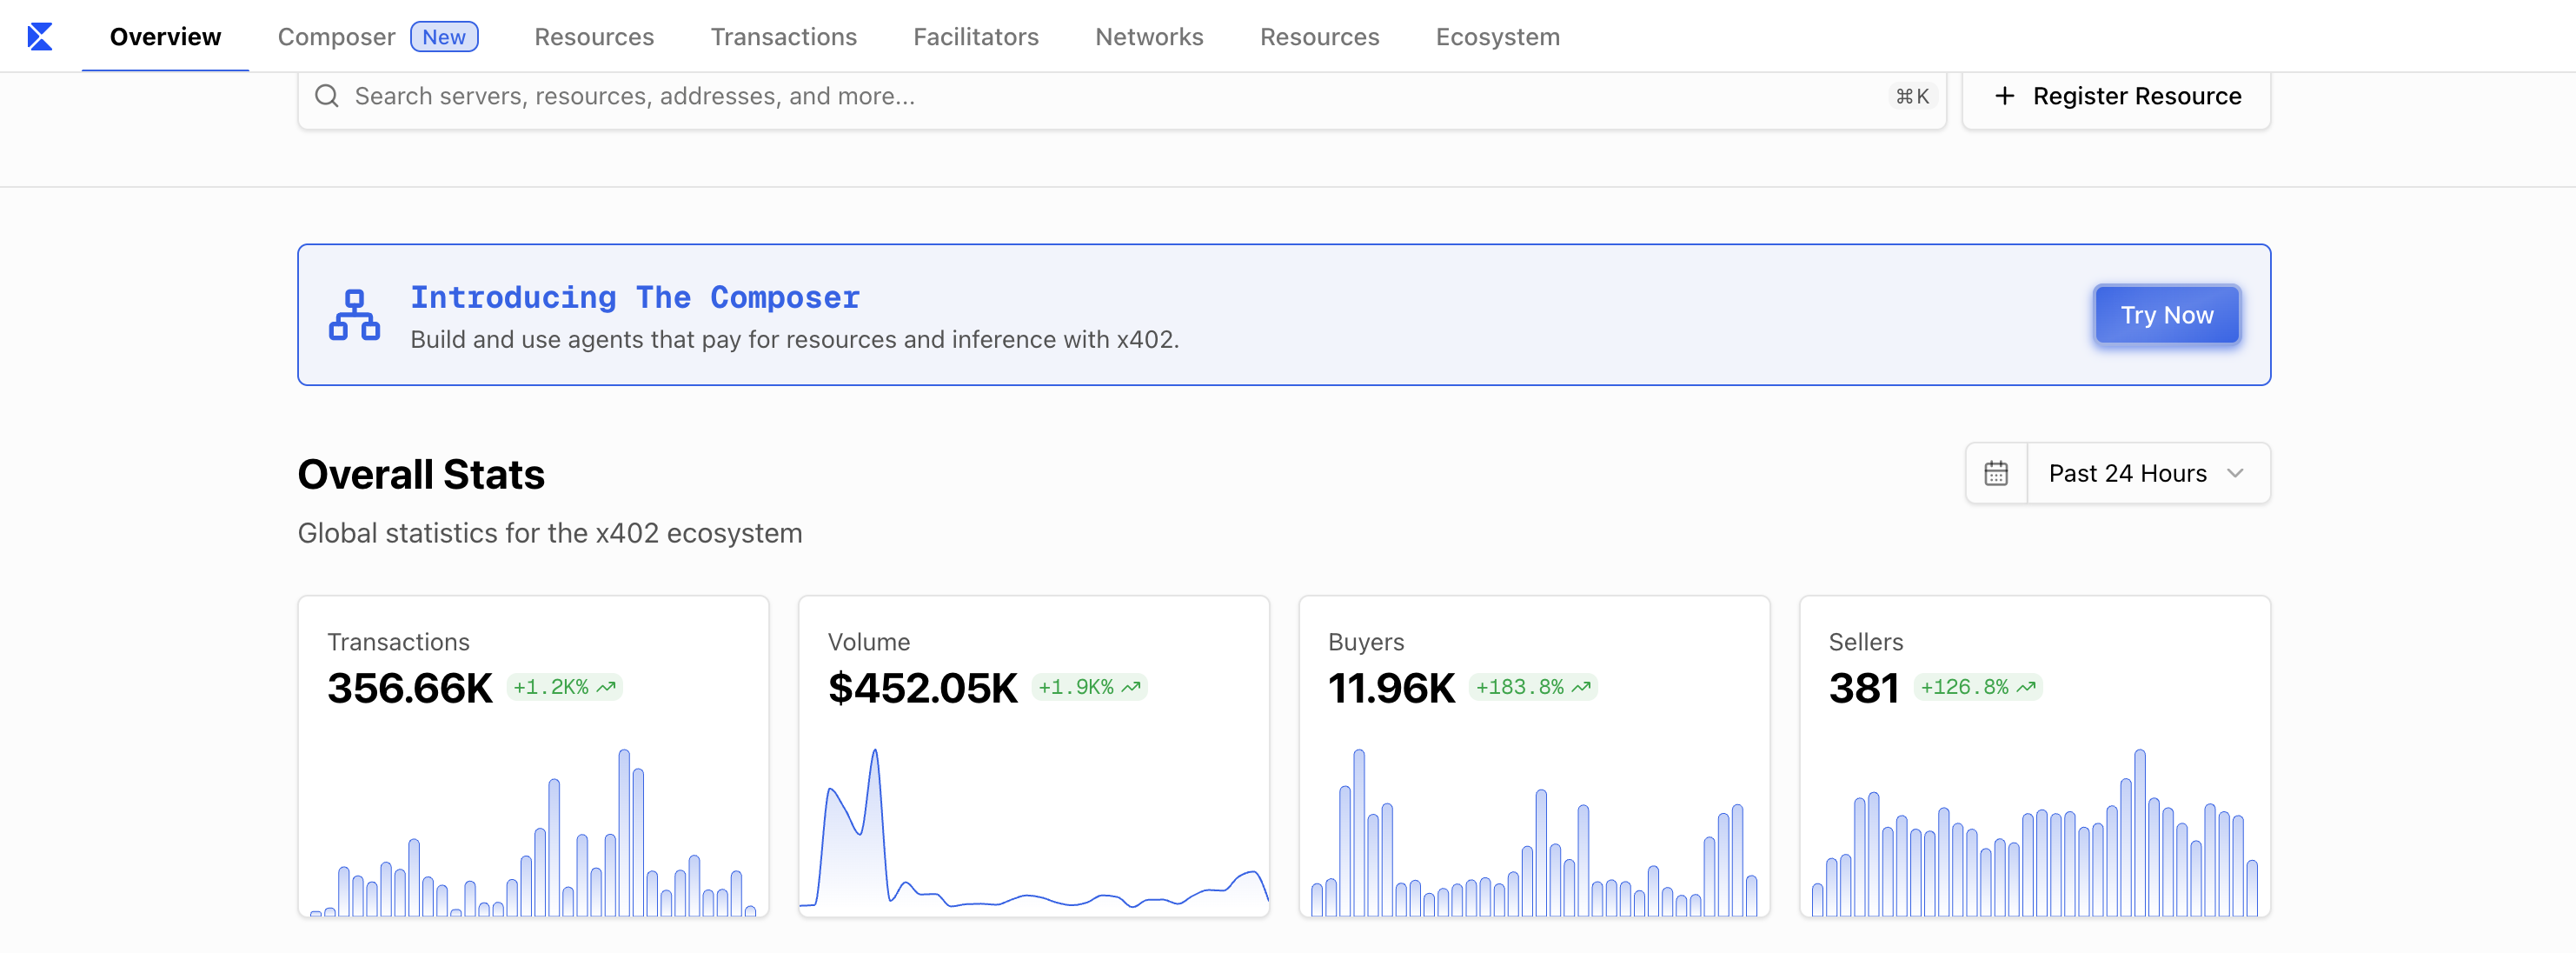 Overview Composer New Resources Transactions Facilitators Networks Resources Ecosystem
Search servers, resources, addresses, and more... ⌘K + Register Resource
Introducing The Composer
Build and use agents that pay for resources and inference with x402.
Try Now
Overall Stats
Past 24 Hours
Global statistics for the x402 ecosystem
Transactions
356.66K +1.2K%
Volume
$452.05K +1.9K%
Buyers
11.96K +183.8%
Sellers
381 +126.8%